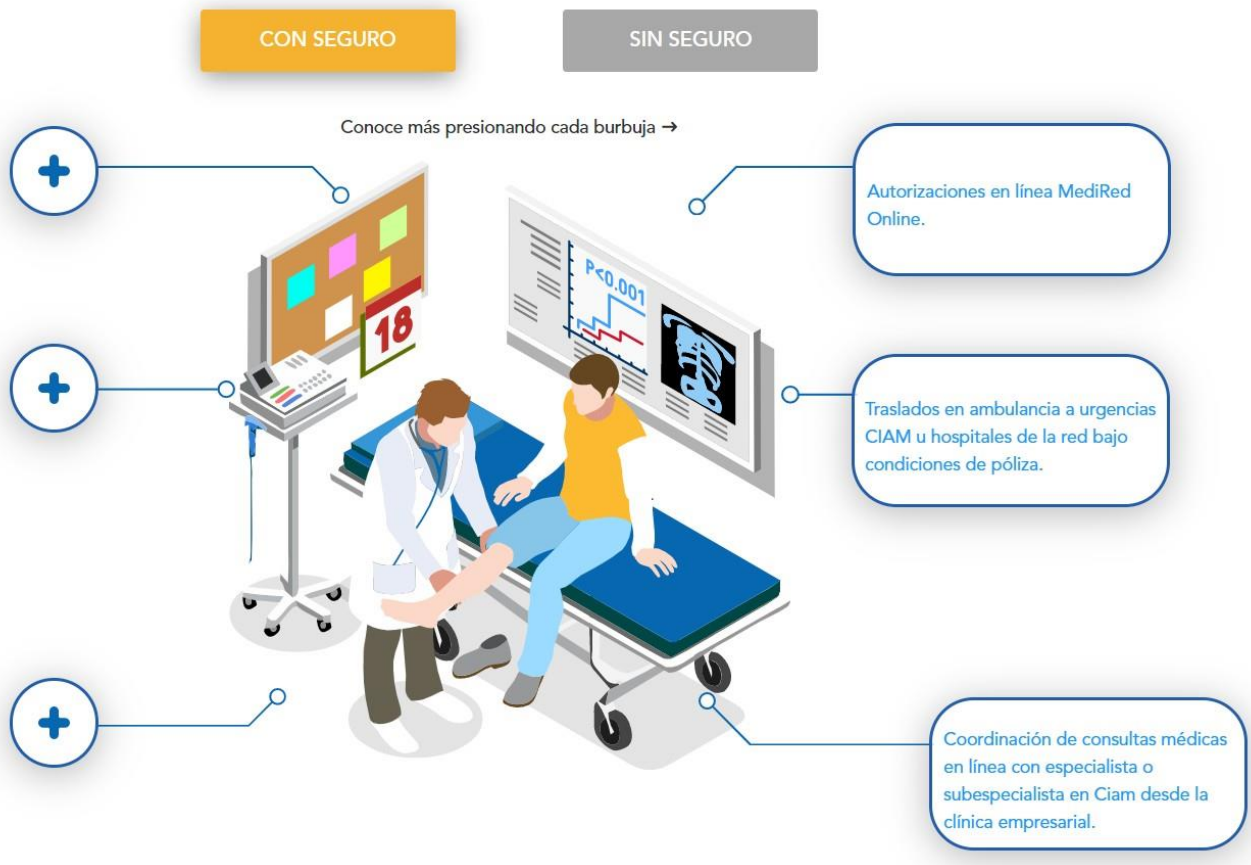 CON SEGURO
SIN SEGURO
Conoce más presionando cada burbuja →
Autorizaciones en línea MediRed
Online.
P<0.001
18
Traslados en ambulancia a urgencias
CIAM u hospitales de la red bajo
condiciones de póliza.
Coordinación de consultas médicas
en línea con especialista o
subespecialista en Ciam desde la
clínica empresarial.